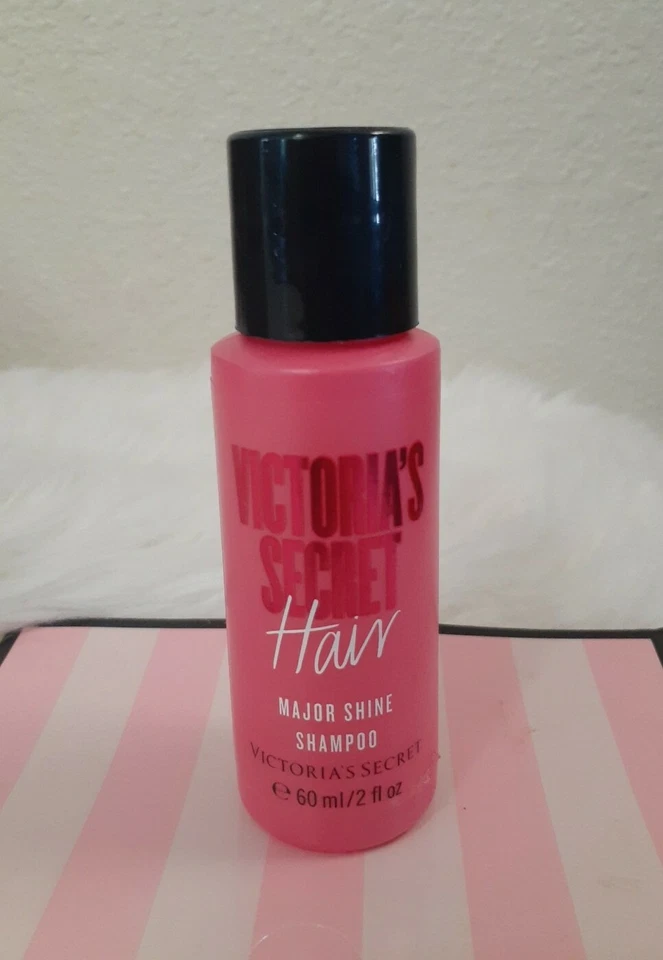 VICTORIA'S
SECRET
Hair
MAJOR SHINE
SHAMPOO
VICTORIA'S SECRET
℮ 60 ml/2 fl oz